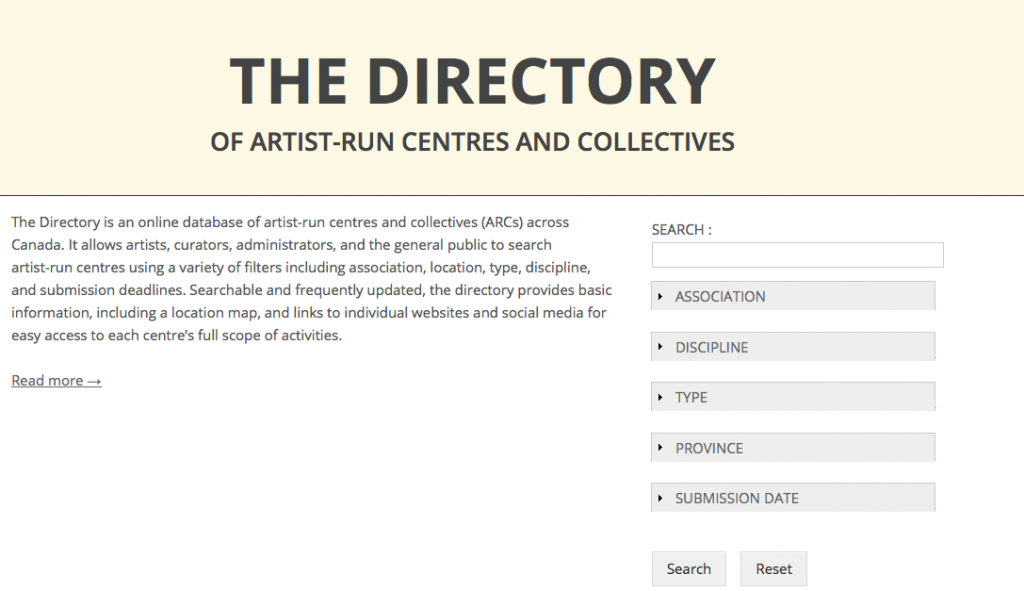 THE DIRECTORY
OF ARTIST-RUN CENTRES AND COLLECTIVES
The Directory is an online database of artist-run centres and collectives (ARCs) across
Canada. It allows artists, curators, administrators, and the general public to search
artist-run centres using a variety of filters including association, location, type, discipline,
and submission deadlines. Searchable and frequently updated, the directory provides basic
information, including a location map, and links to individual websites and social media for
easy access to each centre’s full scope of activities.
Read more →
SEARCH :
ASSOCIATION
DISCIPLINE
TYPE
PROVINCE
SUBMISSION DATE
Search
Reset